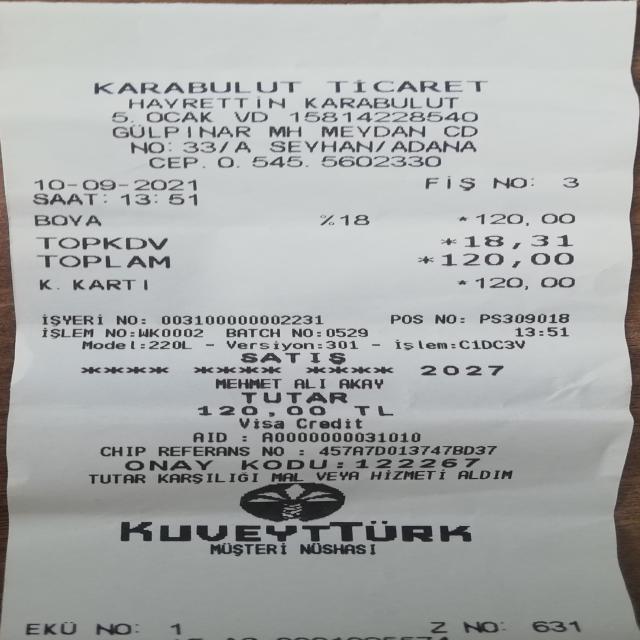 KARABULUT TİCARET
HAYRETTİN KARABULUT
5. OCAK VD 15814228540
GÜLPINAR MH MEYDAN CD
NO: 33/A SEYHAN/ADANA
CEP. 0. 545. 5602330
10-09-2021 FİŞ NO: 3
SAAT: 13:51
BOYA %18 *120,00
TOPKDV *18,31
TOPLAM *120,00
K. KARTI *120,00
İŞYERİ NO: 003100000002231 POS NO: PS309018
İŞLEM NO:WK0002 BATCH NO:0529 13:51
Model:220L - Versiyon:301 - İşlem:C1DC3V
SATIŞ
**** **** **** 2027
MEHMET ALI AKAY
TUTAR
120,00 TL
Visa Credit
AID : A0000000031010
CHIP REFERANS NO : 457A7D013747BD37
ONAY KODU:122267
TUTAR KARŞILIĞI MAL VEYA HİZMETİ ALDIM
KUVEYTTÜRK
MÜŞTERİ NÜSHASI
EKÜ NO: 1 Z NO: 631